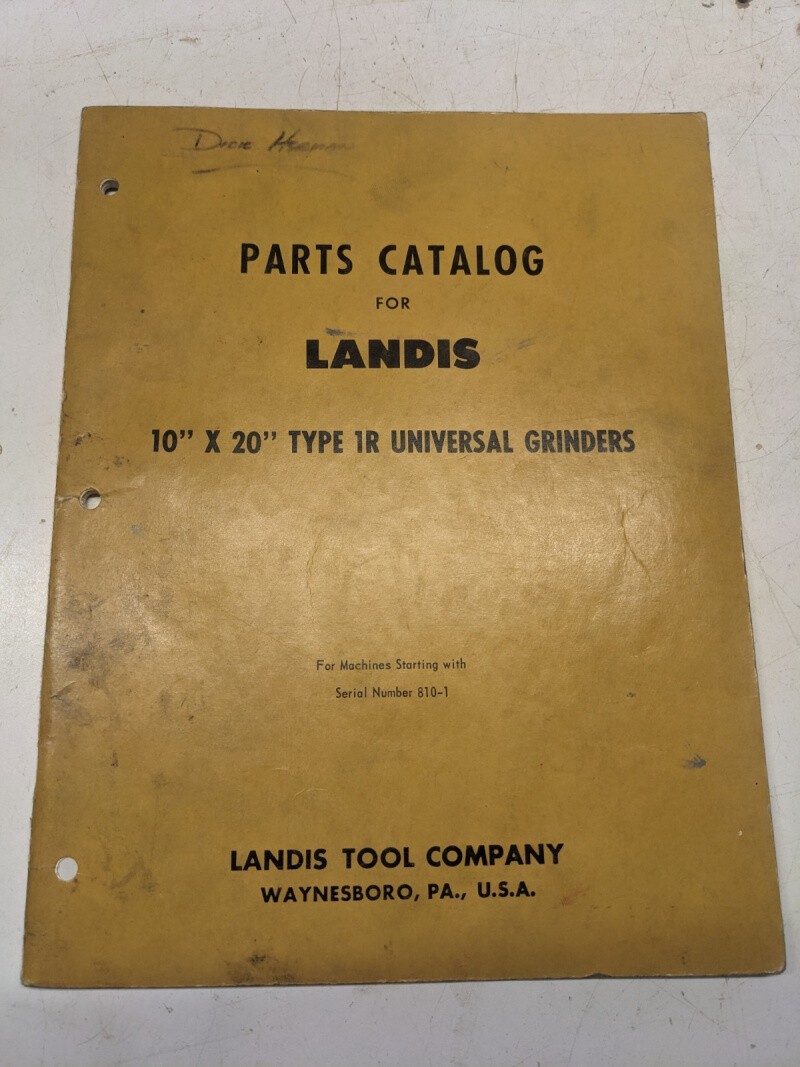 PARTS CATALOG
FOR
LANDIS
10" X 20" TYPE 1R UNIVERSAL GRINDERS
For Machines Starting with
Serial Number 810-1
LANDIS TOOL COMPANY
WAYNESBORO, PA., U.S.A.